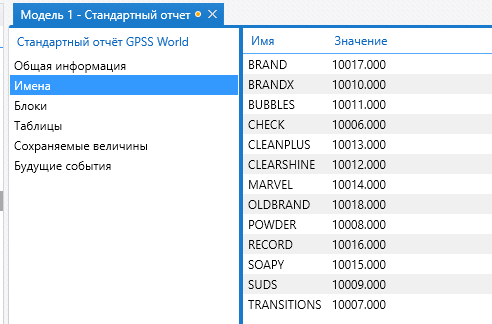 Модель 1 - Стандартный отчет
Стандартный отчёт GPSS World
Общая информация
Имена
Блоки
Таблицы
Сохраняемые величины
Будущие события
Имя Значение
BRAND 10017.000
BRANDX 10010.000
BUBBLES 10011.000
CHECK 10006.000
CLEANPLUS 10013.000
CLEARSHINE 10012.000
MARVEL 10014.000
OLDBRAND 10018.000
POWDER 10008.000
RECORD 10016.000
SOAPY 10015.000
SUDS 10009.000
TRANSITIONS 10007.000